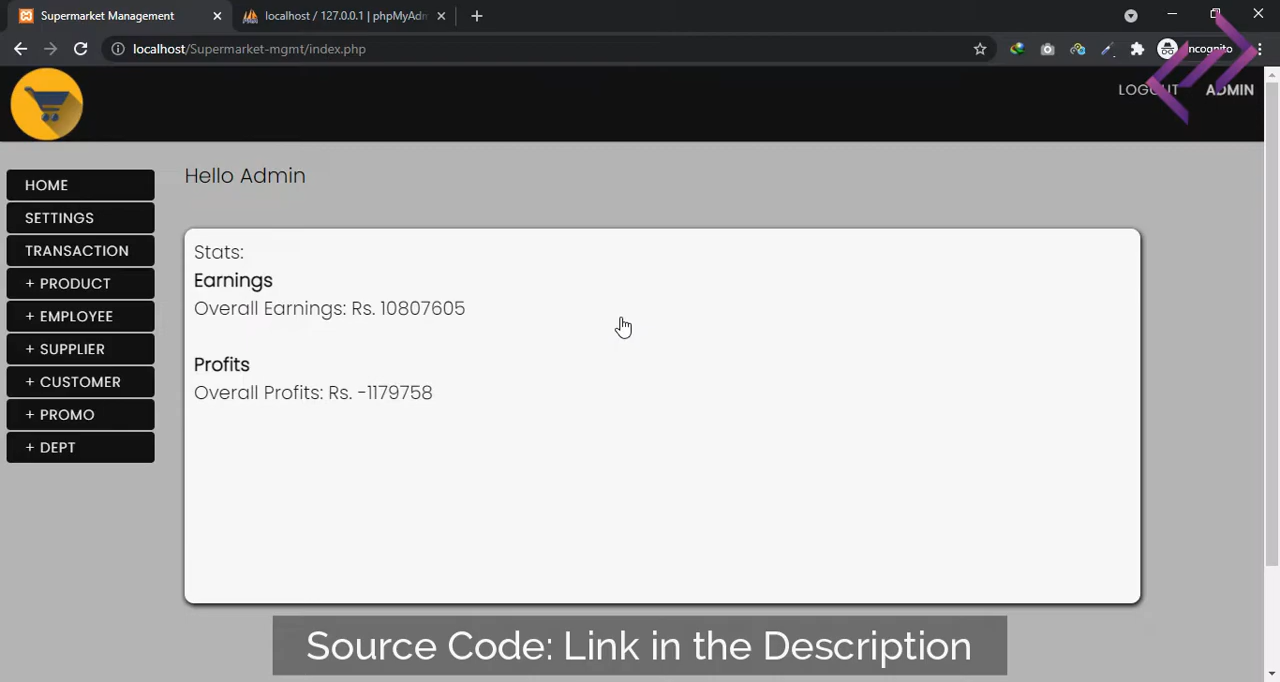 Supermarket Management
localhost / 127.0.0.1 | phpMyAdm
localhost/Supermarket-mgmt/index.php
Incognito
LOGOUT ADMIN
Hello Admin
HOME
SETTINGS
TRANSACTION
+ PRODUCT
+ EMPLOYEE
+ SUPPLIER
+ CUSTOMER
+ PROMO
+ DEPT
Stats:
Earnings
Overall Earnings: Rs. 10807605
Profits
Overall Profits: Rs. -1179758
Source Code: Link in the Description